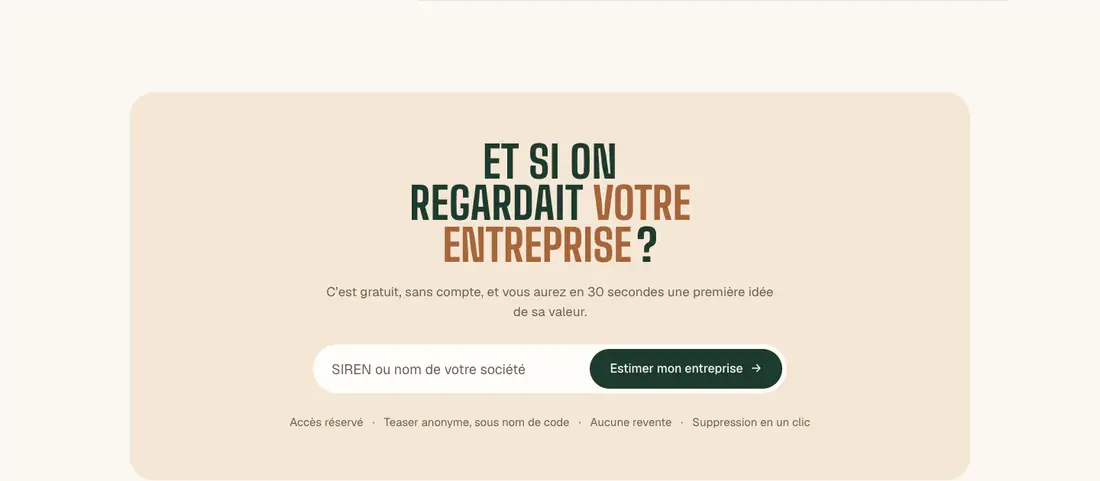 ET SI ON
REGARDAIT VOTRE
ENTREPRISE ?
C'est gratuit, sans compte, et vous aurez en 30 secondes une première idée
de sa valeur.
SIREN ou nom de votre société
Estimer mon entreprise →
Accès réservé · Teaser anonyme, sous nom de code · Aucune revente · Suppression en un clic